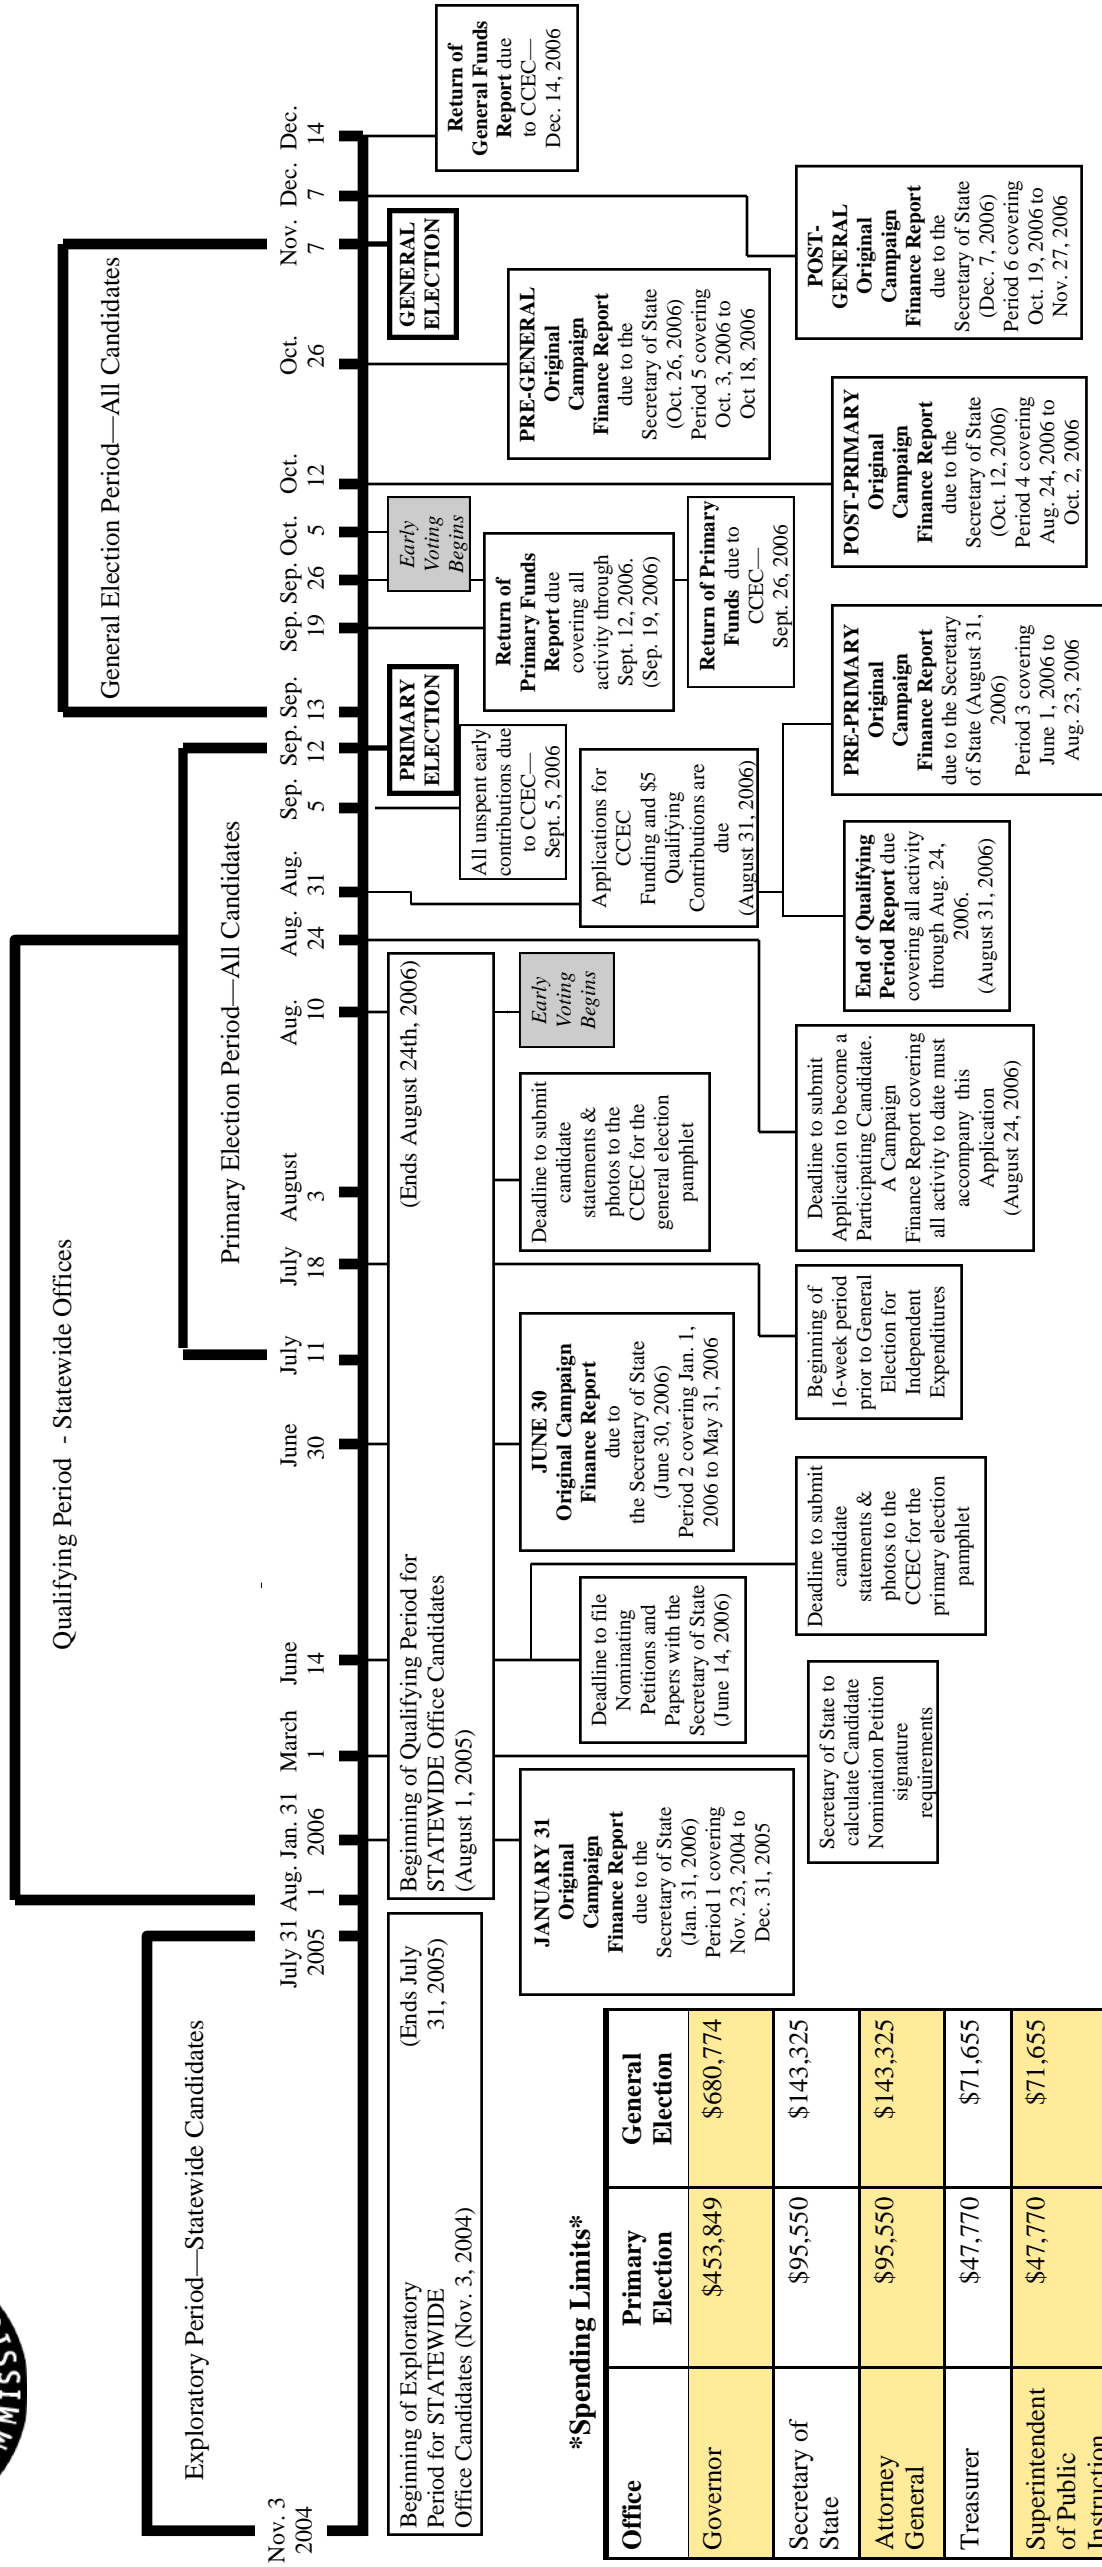 MMISS
Qualifying Period - Statewide Offices
Exploratory Period—Statewide Candidates
Primary Election Period—All Candidates
General Election Period—All Candidates
Nov. 3
2004
July 31
2005
Aug.
1
Jan. 31
2006
March
1
June
14
June
30
July
11
July
18
August
3
Aug.
10
Aug.
24
Aug.
31
Sep.
5
Sep.
12
Sep.
13
Sep.
19
Sep.
26
Oct.
5
Oct.
12
Oct.
26
Nov.
7
Dec.
7
Dec.
14
Beginning of Exploratory
Period for STATEWIDE
Office Candidates (Nov. 3, 2004)
(Ends July
31, 2005)
Beginning of Qualifying Period for
STATEWIDE Office Candidates
(August 1, 2005)
(Ends August 24th, 2006)
JANUARY 31
Original
Campaign
Finance Report
due to the
Secretary of State
(Jan. 31, 2006)
Period 1 covering
Nov. 23, 2004 to
Dec. 31, 2005
Secretary of State to
calculate Candidate
Nomination Petition
signature
requirements
Deadline to file
Nominating
Petitions and
Papers with the
Secretary of State
(June 14, 2006)
Deadline to submit
candidate
statements &
photos to the
CCEC for the
primary election
pamphlet
JUNE 30
Original Campaign
Finance Report
due to
the Secretary of State
(June 30, 2006)
Period 2 covering Jan. 1,
2006 to May 31, 2006
Beginning of
16-week period
prior to General
Election for
Independent
Expenditures
Deadline to submit
candidate
statements &
photos to the
CCEC for the
general election
pamphlet
Early
Voting
Begins
Deadline to submit
Application to become a
Participating Candidate.
A Campaign
Finance Report covering
all activity to date must
accompany this
Application
(August 24, 2006)
Applications for
CCEC
Funding and $5
Qualifying
Contributions are
due
(August 31, 2006)
End of Qualifying
Period Report due
covering all activity
through Aug. 24,
2006.
(August 31, 2006)
PRE-PRIMARY
Original
Campaign
Finance Report
due to the Secretary
of State (August 31,
2006)
Period 3 covering
June 1, 2006 to
Aug. 23, 2006
All unspent early
contributions due
to CCEC—
Sept. 5, 2006
PRIMARY
ELECTION
Return of
Primary Funds
Report due
covering all
activity through
Sept. 12, 2006.
(Sep. 19, 2006)
Return of Primary
Funds due to
CCEC—
Sept. 26, 2006
Early
Voting
Begins
POST-PRIMARY
Original
Campaign
Finance Report
due to the
Secretary of State
(Oct. 12, 2006)
Period 4 covering
Aug. 24, 2006 to
Oct. 2, 2006
PRE-GENERAL
Original
Campaign
Finance Report
due to the
Secretary of State
(Oct. 26, 2006)
Period 5 covering
Oct. 3, 2006 to
Oct 18, 2006
GENERAL
ELECTION
POST-
GENERAL
Original
Campaign
Finance Report
due to the
Secretary of State
(Dec. 7, 2006)
Period 6 covering
Oct. 19, 2006 to
Nov. 27, 2006
Return of
General Funds
Report due
to CCEC—
Dec. 14, 2006
*Spending Limits*
Office
Primary
Election
General
Election
Governor $453,849 $680,774
Secretary of
State
$95,550 $143,325
Attorney
General
$95,550 $143,325
Treasurer $47,770 $71,655
Superintendent
of Public
Instruction
$47,770 $71,655